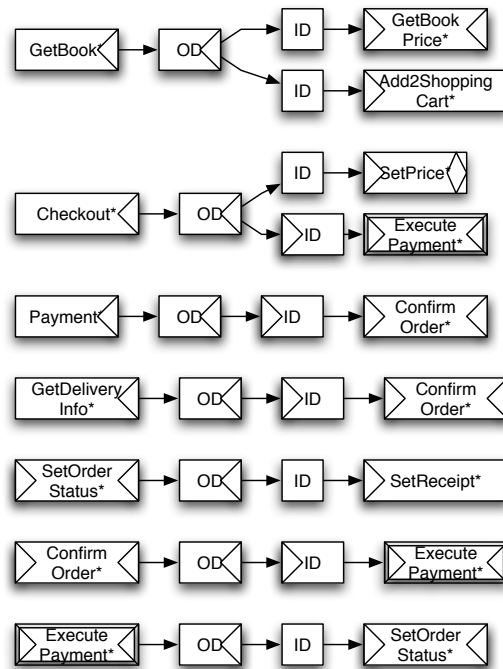 GetBook*
OD
ID
GetBook
Price*
ID
Add2Shopping
Cart*
Checkout*
OD
ID
SetPrice*
ID
Execute
Payment*
Payment*
OD
ID
Confirm
Order*
GetDelivery
Info*
OD
ID
Confirm
Order*
SetOrder
Status*
OD
ID
SetReceipt*
Confirm
Order*
OD
ID
Execute
Payment*
Execute
Payment*
OD
ID
SetOrder
Status*